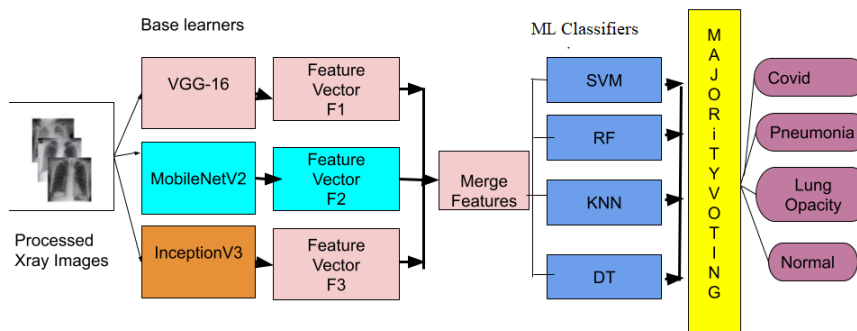 Base learners
ML Classifiers
VGG-16
Feature
Vector
F1
MobileNetV2
Feature
Vector
F2
InceptionV3
Feature
Vector
F3
Processed
Xray Images
Merge
Features
SVM
RF
KNN
DT
MAJORiTYVOTING
Covid
Pneumonia
Lung
Opacity
Normal